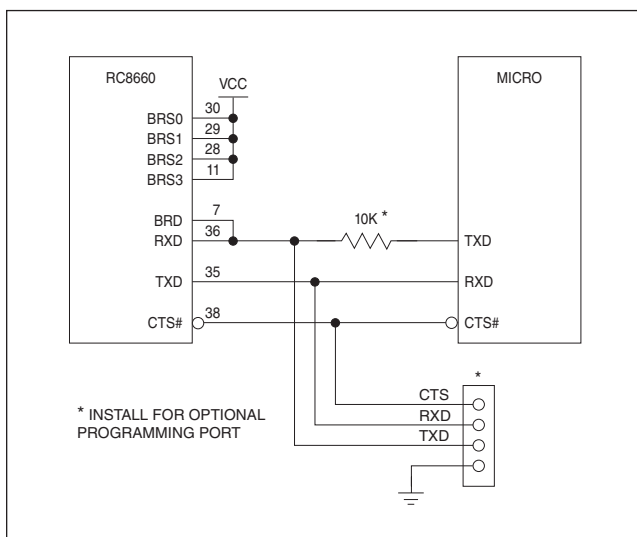 RC8660
VCC
MICRO
BRS0 30
BRS1 29
BRS2 28
BRS3 11
BRD 7
RXD 36
10K *
TXD
TXD 35
RXD
CTS# 38
CTS#
*
CTS
RXD
TXD
* INSTALL FOR OPTIONAL
PROGRAMMING PORT